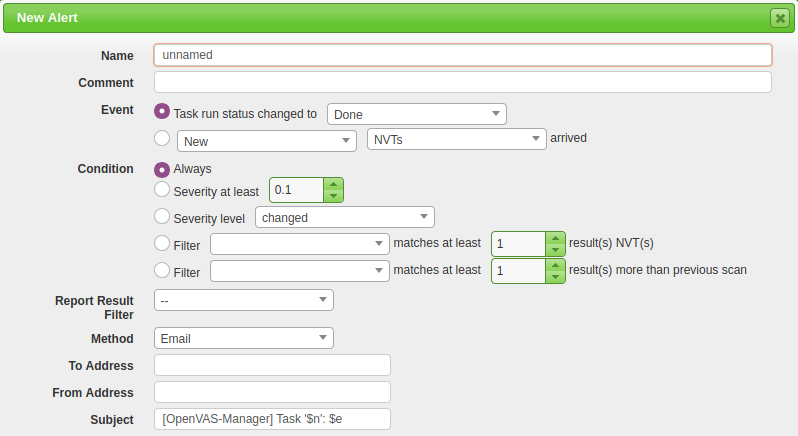 New Alert
Name unnamed
Comment
Event Task run status changed to Done
New NVTs arrived
Condition Always
Severity at least 0.1
Severity level changed
Filter matches at least 1 result(s) NVT(s)
Filter matches at least 1 result(s) more than previous scan
Report Result Filter --
Method Email
To Address
From Address
Subject [OpenVAS-Manager] Task '$n': $e